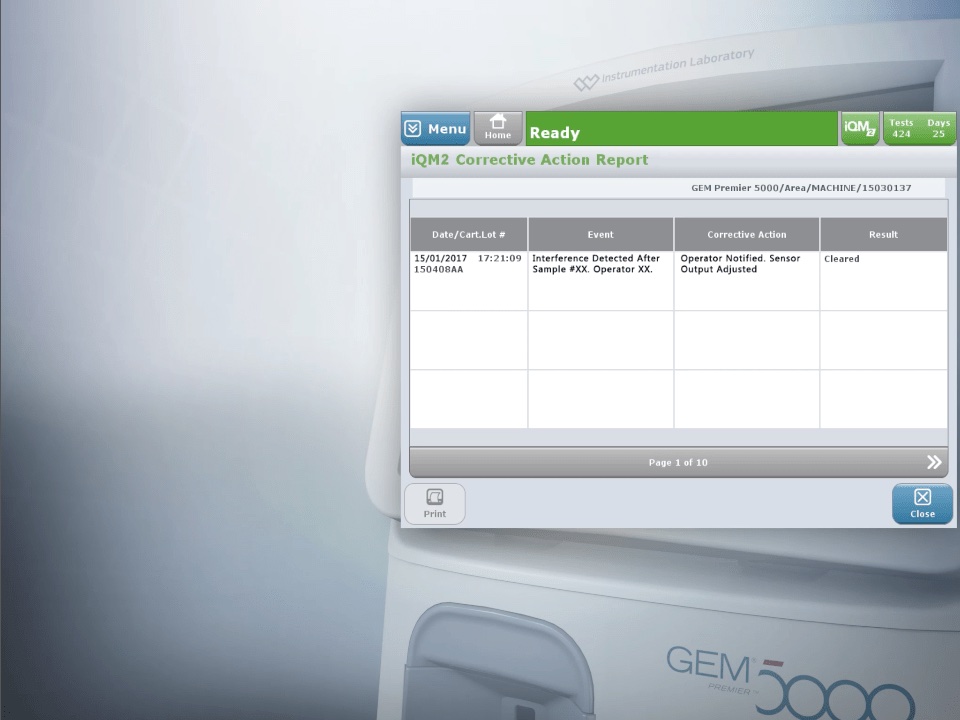 Instrumentation Laboratory
Menu
Home
Ready
iQM2
Tests Days
424 25
iQM2 Corrective Action Report
GEM Premier 5000/Area/MACHINE/15030137
Date/Cart.Lot # Event Corrective Action Result
15/01/2017 17:21:09 Interference Detected After Operator Notified. Sensor Cleared
150408AA Sample #XX. Operator XX. Output Adjusted
Page 1 of 10
Print
Close
GEM
PREMIER™ 5000